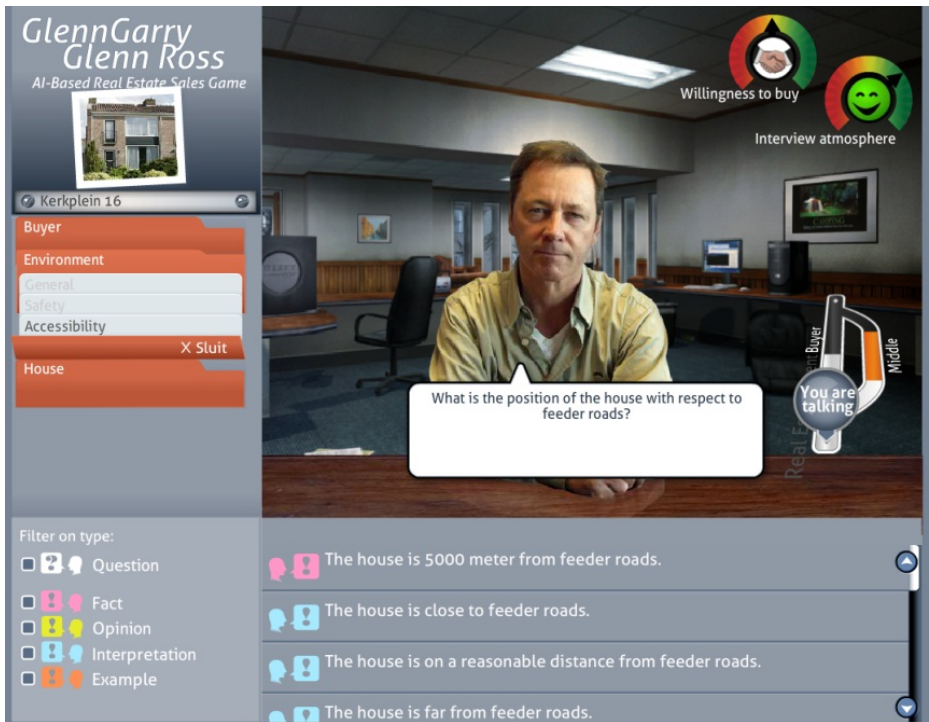 GlennGarry
Glenn Ross
AI-Based Real Estate Sales Game
Kerkplein 16
Buyer
Environment
General
Safety
Accessibility
X Sluit
House
Willingness to buy
Interview atmosphere
Buyer
Middle
You are
talking
What is the position of the house with respect to
feeder roads?
Filter on type:
Question
Fact
Opinion
Interpretation
Example
The house is 5000 meter from feeder roads.
The house is close to feeder roads.
The house is on a reasonable distance from feeder roads.
The house is far from feeder roads.